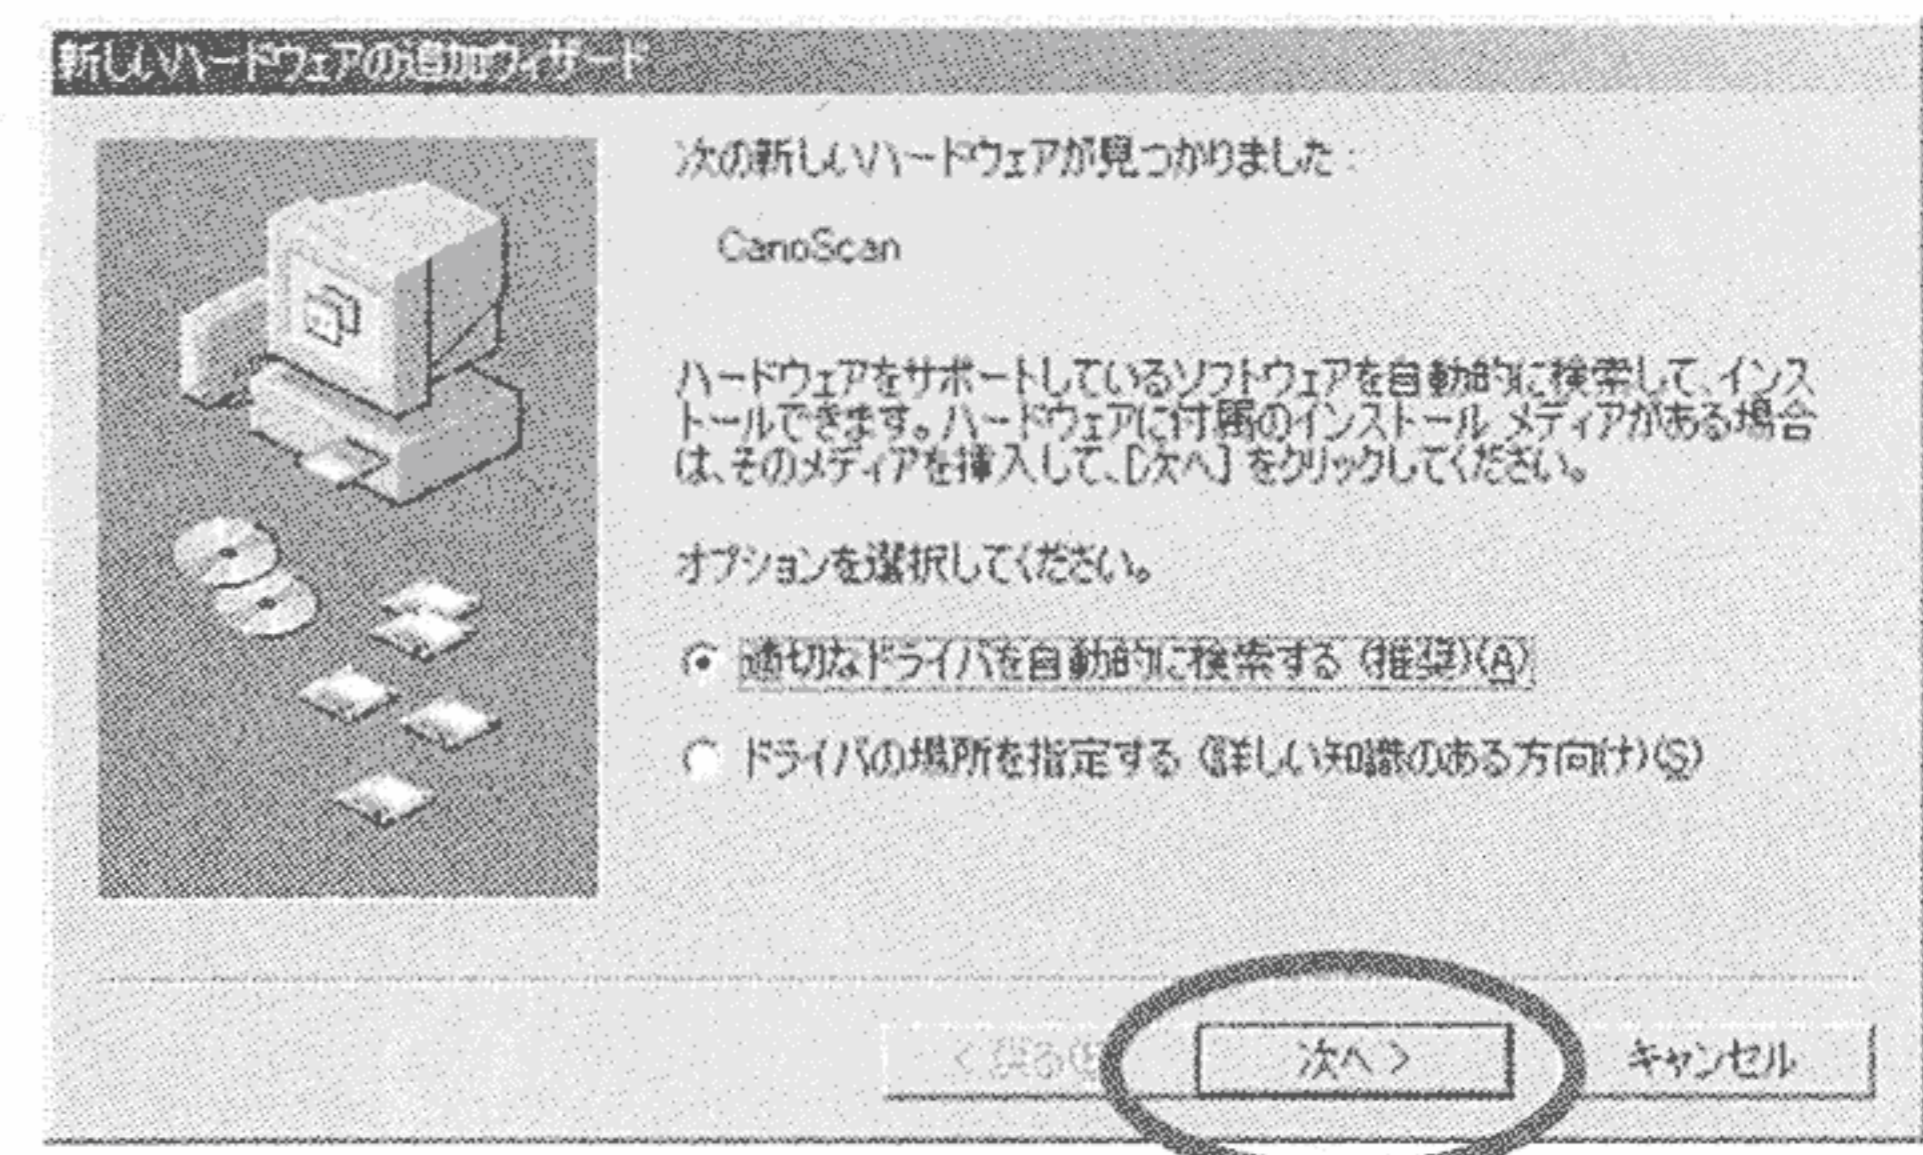 新しいハードウェアの追加ウィザード
次の新しいハードウェアが見つかりました:
CanoScan
ハードウェアをサポートしているソフトウェアを自動的に検索して、インス
トールできます。ハードウェアに付属のインストール メディアがある場合
は、そのメディアを挿入して、[次へ] をクリックしてください。
オプションを選択してください。
適切なドライバを自動的に検索する (推奨)(A)
ドライバの場所を指定する (詳しい知識のある方向け)(S)
< 戻る(B
次へ >
キャンセル